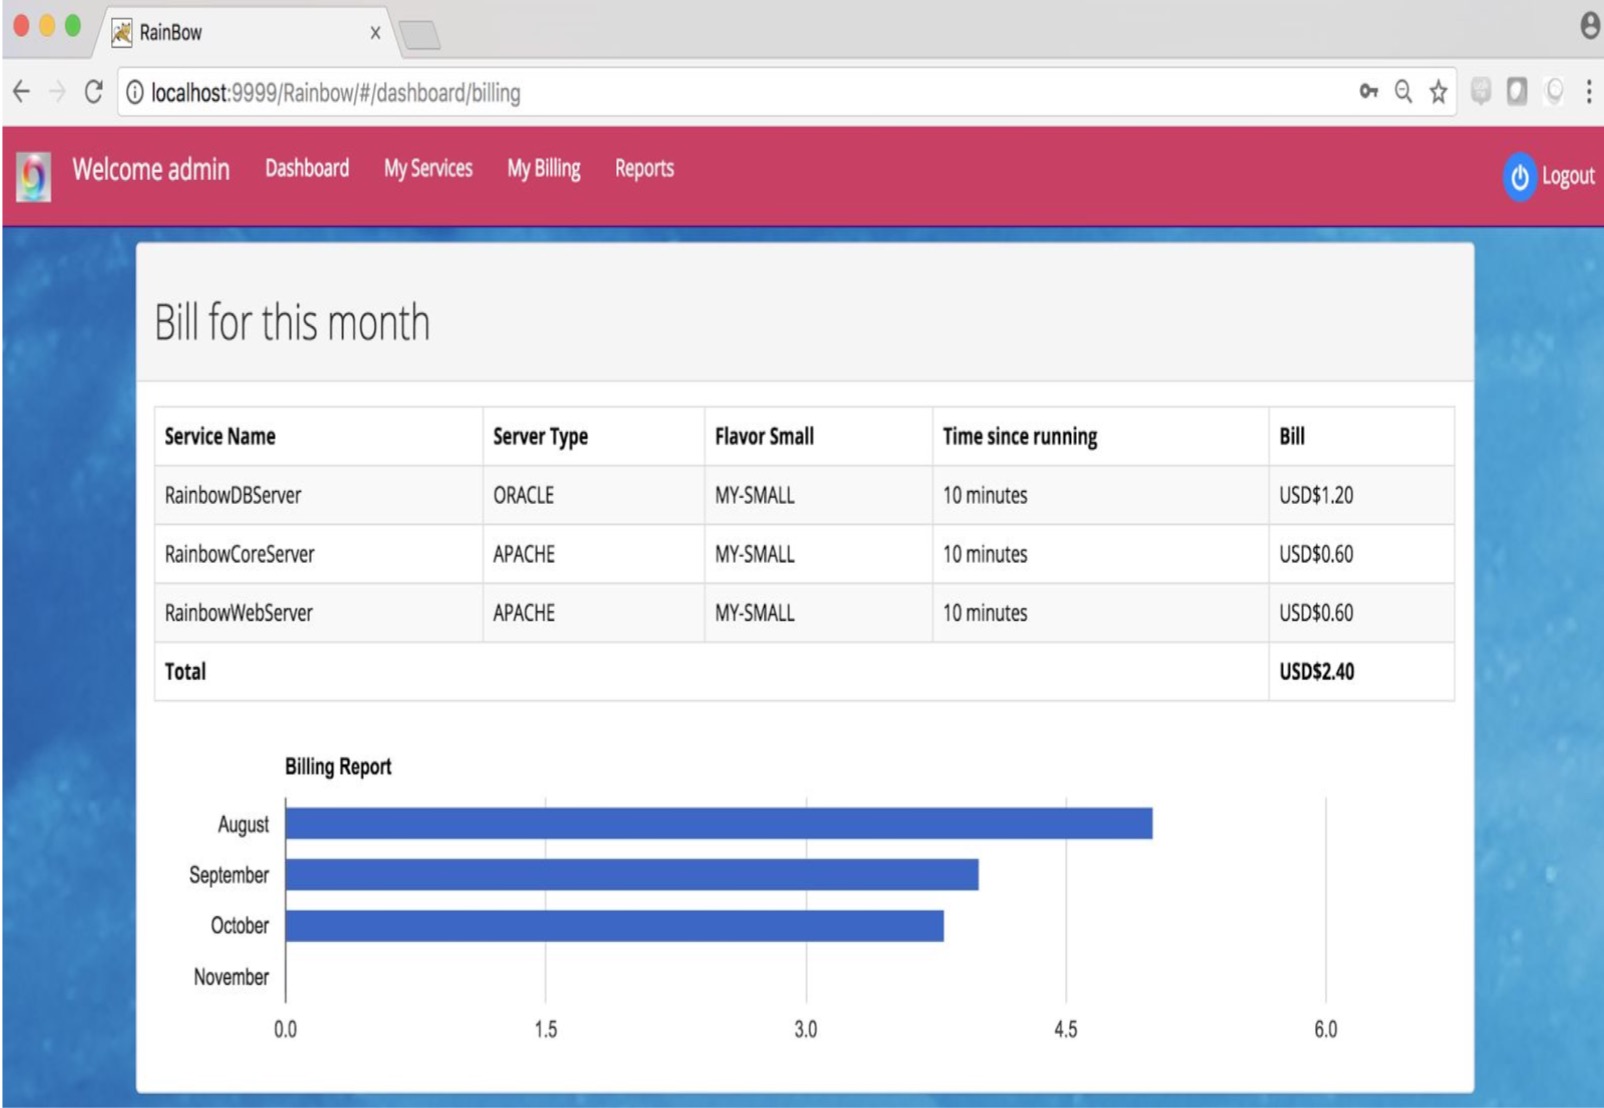 RainBow
localhost:9999/Rainbow/#/dashboard/billing
Welcome admin Dashboard My Services My Billing Reports Logout
Bill for this month
Service Name Server Type Flavor Small Time since running Bill
RainbowDBServer ORACLE MY-SMALL 10 minutes USD$1.20
RainbowCoreServer APACHE MY-SMALL 10 minutes USD$0.60
RainbowWebServer APACHE MY-SMALL 10 minutes USD$0.60
Total USD$2.40
Billing Report
August
September
October
November
0.0 1.5 3.0 4.5 6.0